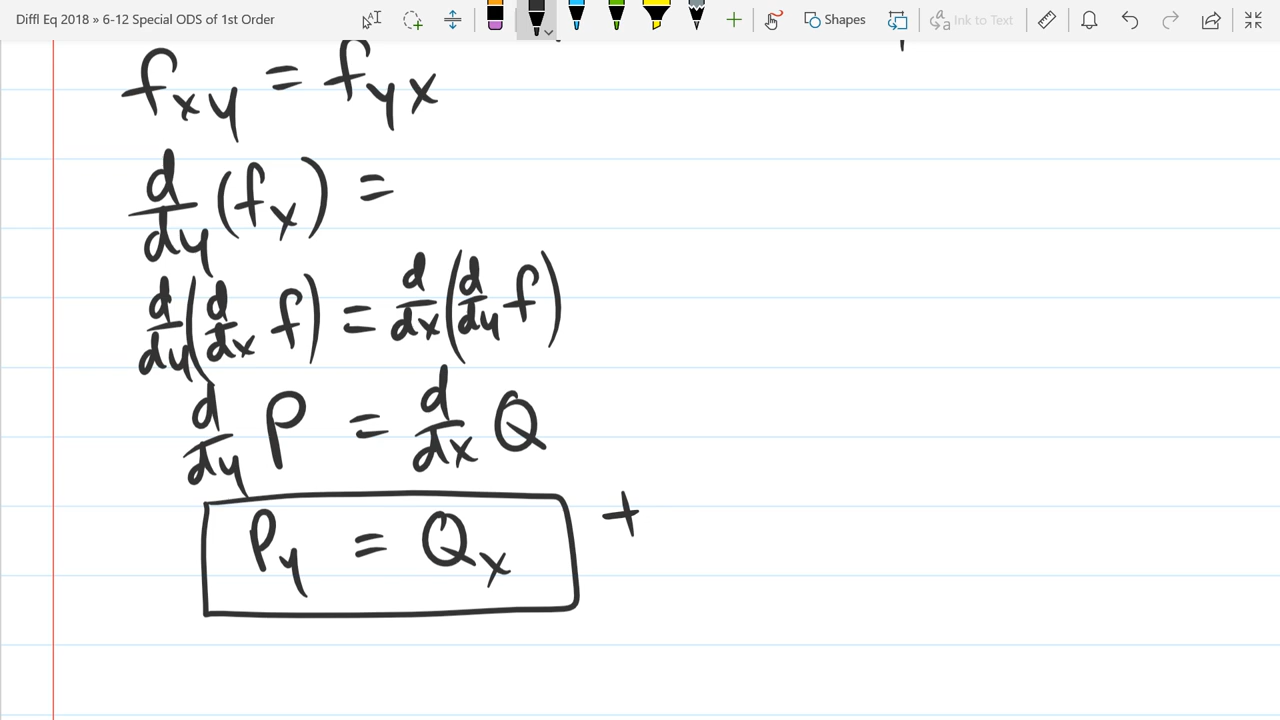 Diffl Eq 2018 » 6-12 Special ODS of 1st Order
Shapes
Ink to Text
f_xy = f_yx
d/dy (f_x) =
d/dy (d/dx f) = d/dx (d/dy f)
d/dy P = d/dx Q
P_y = Q_x +